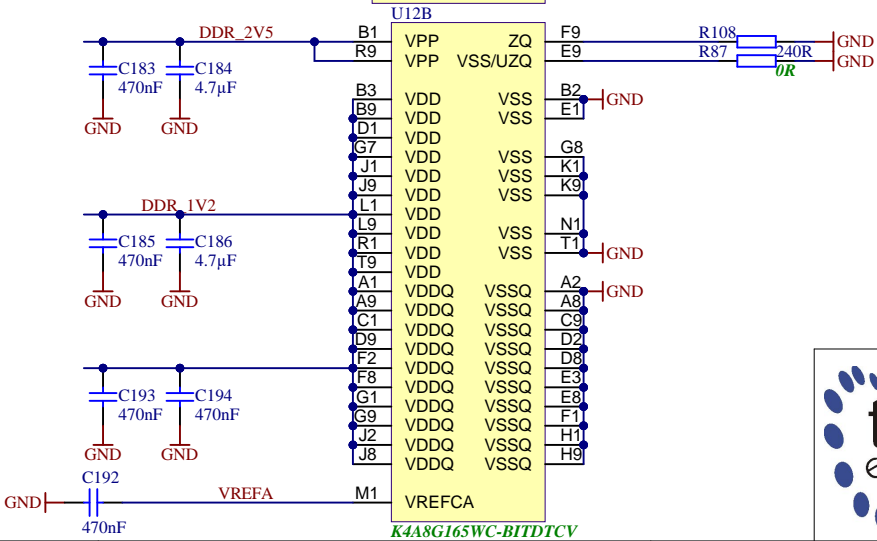 U12B
DDR_2V5 B1 VPP ZQ F9 R108 GND
R9 VPP VSS/UZQ E9 R87 240R GND
0R
C183 C184
470nF 4.7µF
GND GND
B3 VDD VSS B2 GND
B9 VDD VSS E1
D1 VDD
G7 VDD VSS G8
J1 VDD VSS K1
J9 VDD VSS K9
DDR_1V2 L1 VDD
L9 VDD VSS N1
R1 VDD VSS T1 GND
T9 VDD
C185 C186
470nF 4.7µF
GND GND
A1 VDDQ VSSQ A2 GND
A9 VDDQ VSSQ A8
C1 VDDQ VSSQ C9
D9 VDDQ VSSQ D2
F2 VDDQ VSSQ D8
F8 VDDQ VSSQ E3
G1 VDDQ VSSQ E8
G9 VDDQ VSSQ F1
J2 VDDQ VSSQ H1
J8 VDDQ VSSQ H9
C193 C194
470nF 470nF
GND GND
C192
GND VREFA M1 VREFCA
470nF
K4A8G165WC-BITDTCV